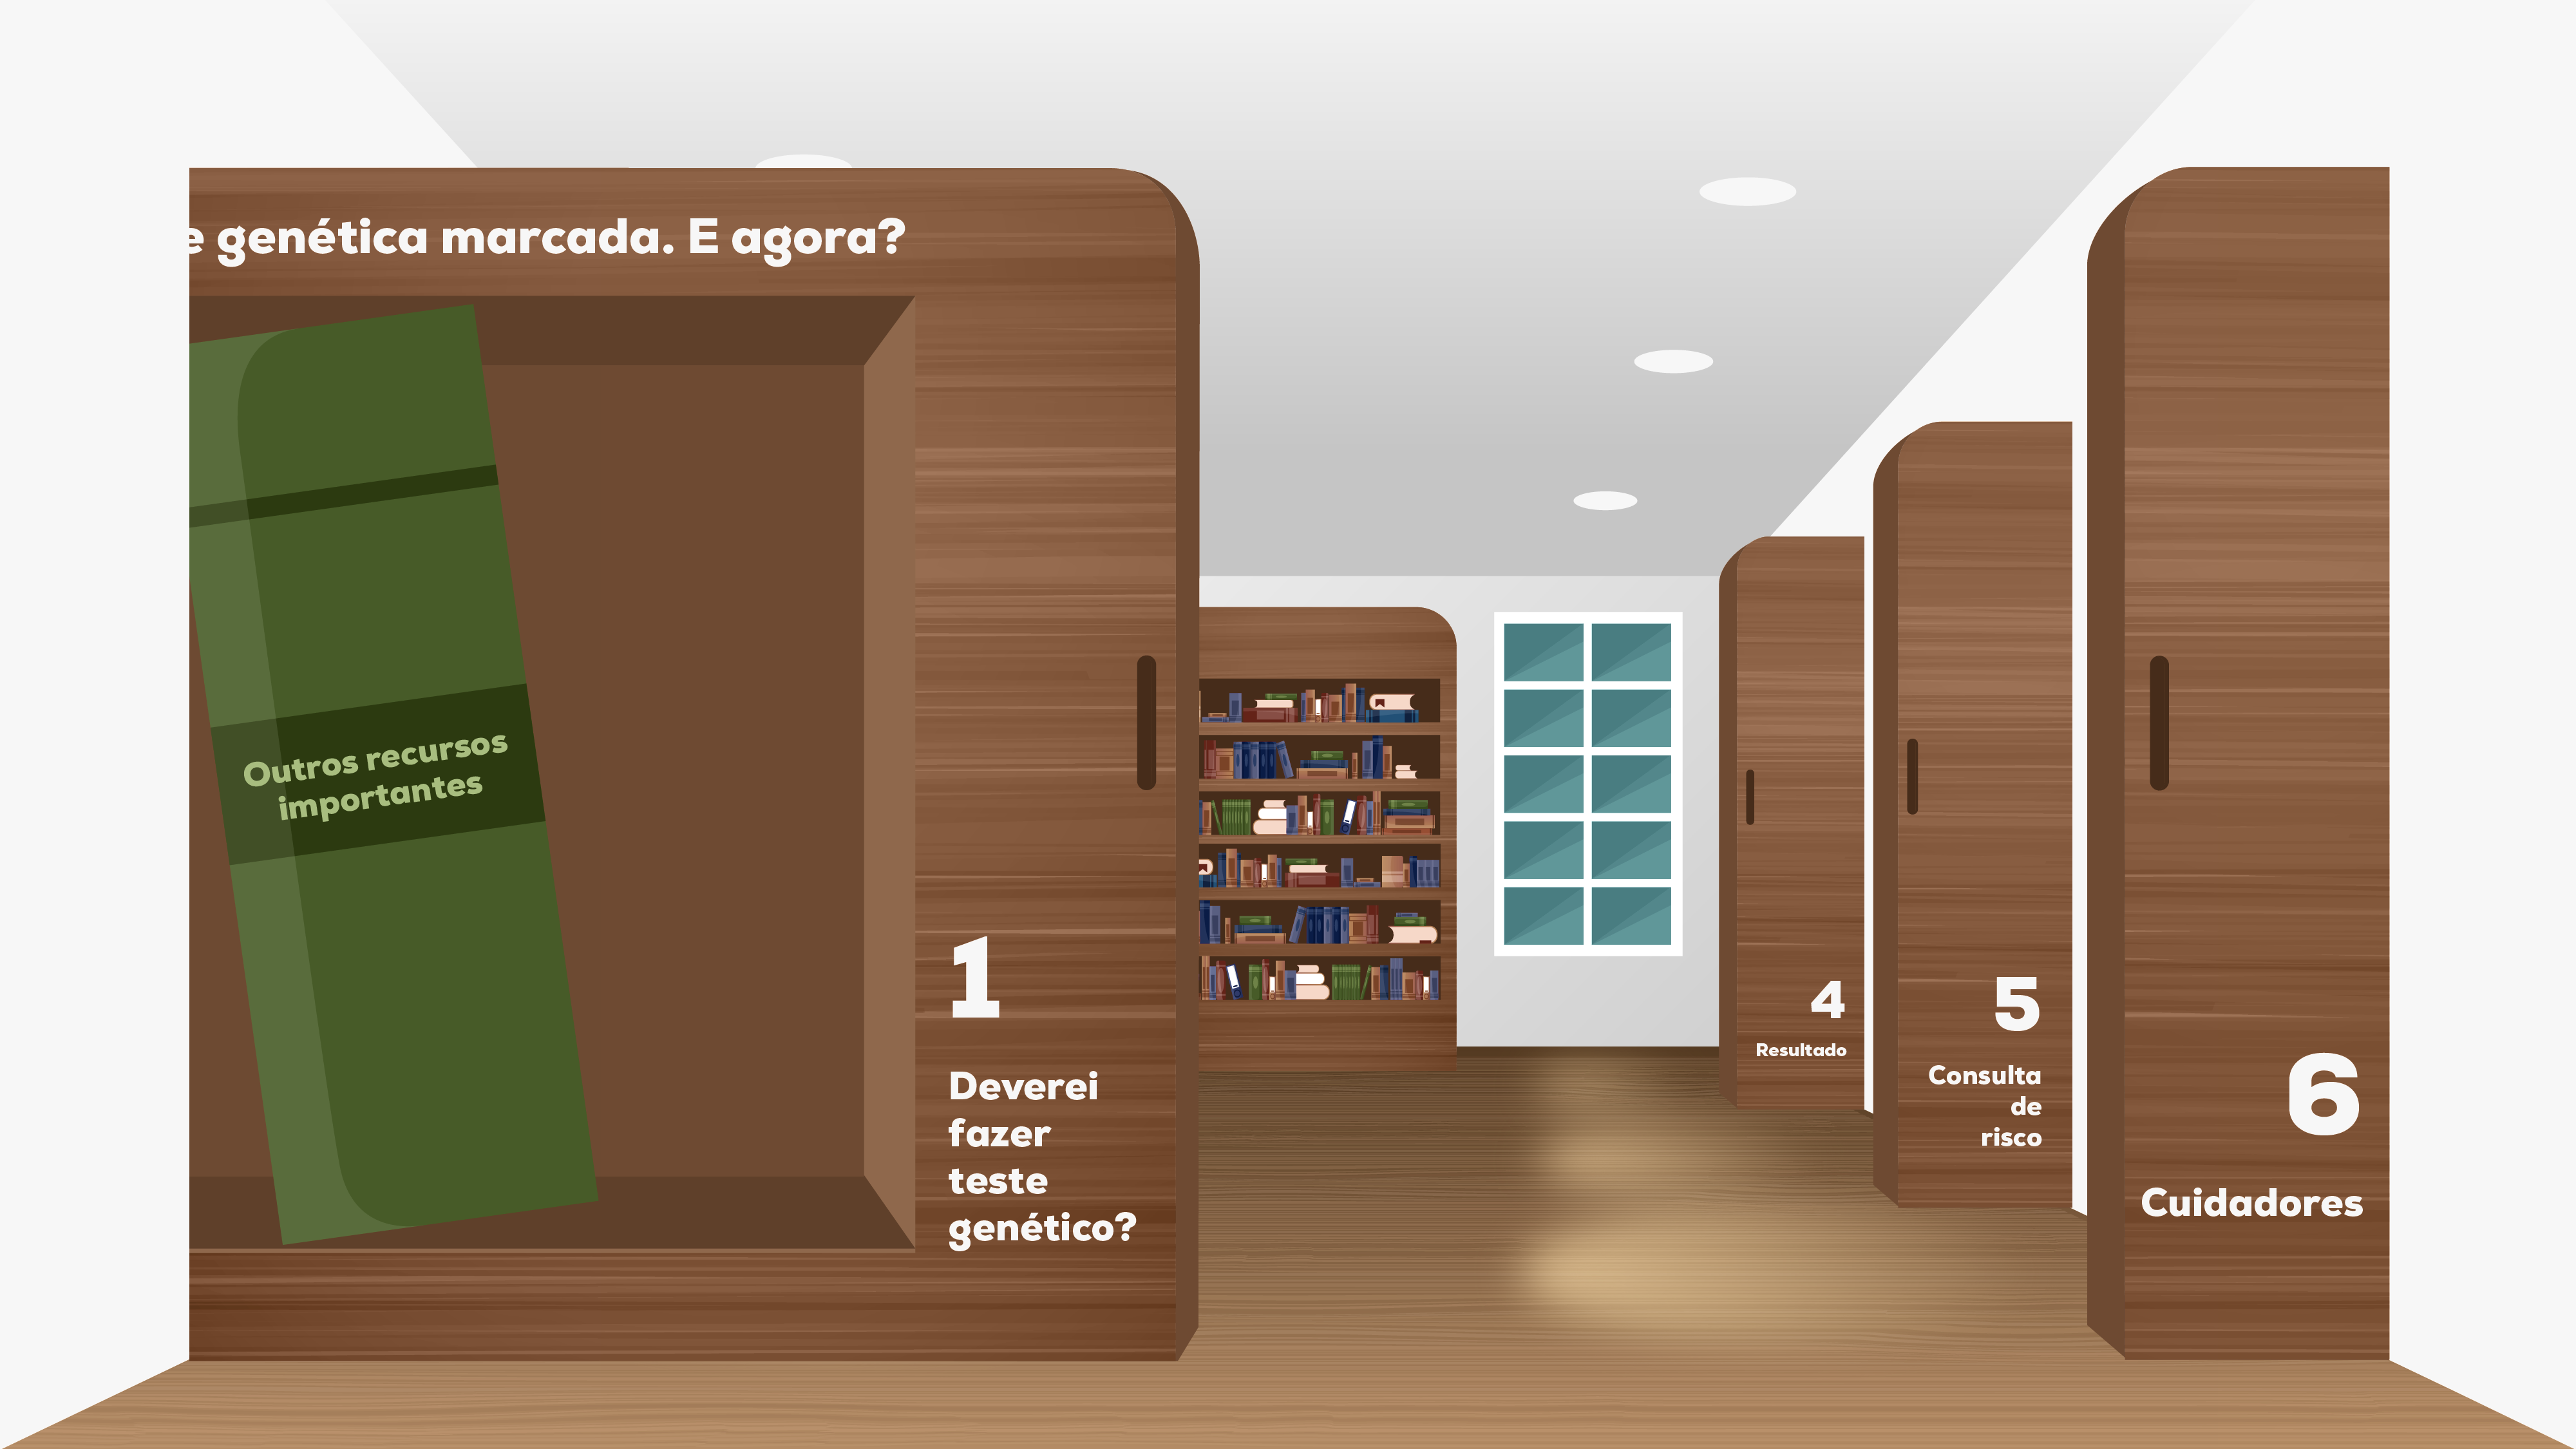 e genética marcada. E agora?
Outros recursos
importantes
1
Deverei
fazer
teste
genético?
4
Resultado
5
Consulta
de
risco
6
Cuidadores